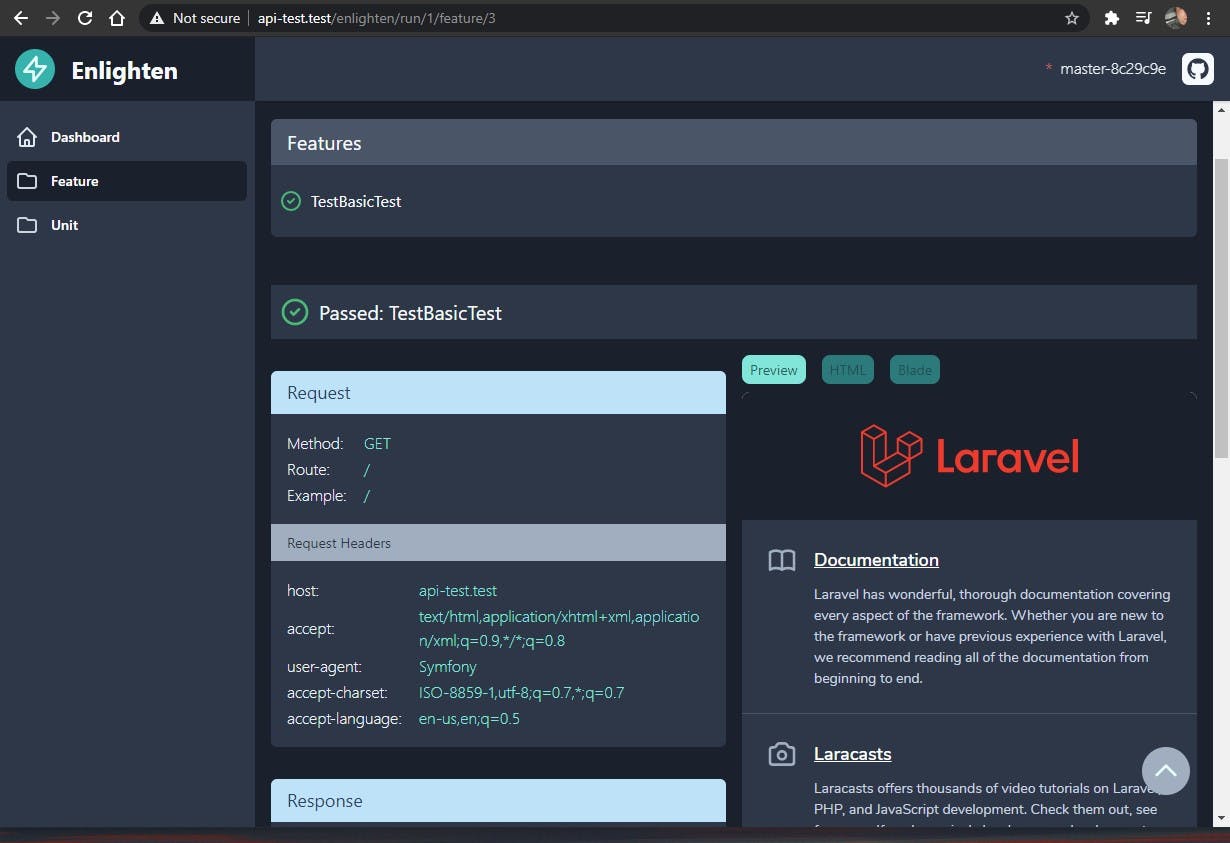 Not secure
api-test.test/enlighten/run/1/feature/3
Enlighten
* master-8c29c9e
Dashboard
Feature
Unit
Features
TestBasicTest
Passed: TestBasicTest
Preview HTML Blade
Request
Method: GET
Route: /
Example: /
Request Headers
host: api-test.test
accept: text/html,application/xhtml+xml,applicatio
n/xml;q=0.9,*/*;q=0.8
user-agent: Symfony
accept-charset: ISO-8859-1,utf-8;q=0.7,*;q=0.7
accept-language: en-us,en;q=0.5
Response
Laravel
Documentation
Laravel has wonderful, thorough documentation covering
every aspect of the framework. Whether you are new to
the framework or have previous experience with Laravel,
we recommend reading all of the documentation from
beginning to end.
Laracasts
Laracasts offers thousands of video tutorials on Laravel,
PHP, and JavaScript development. Check them out, see